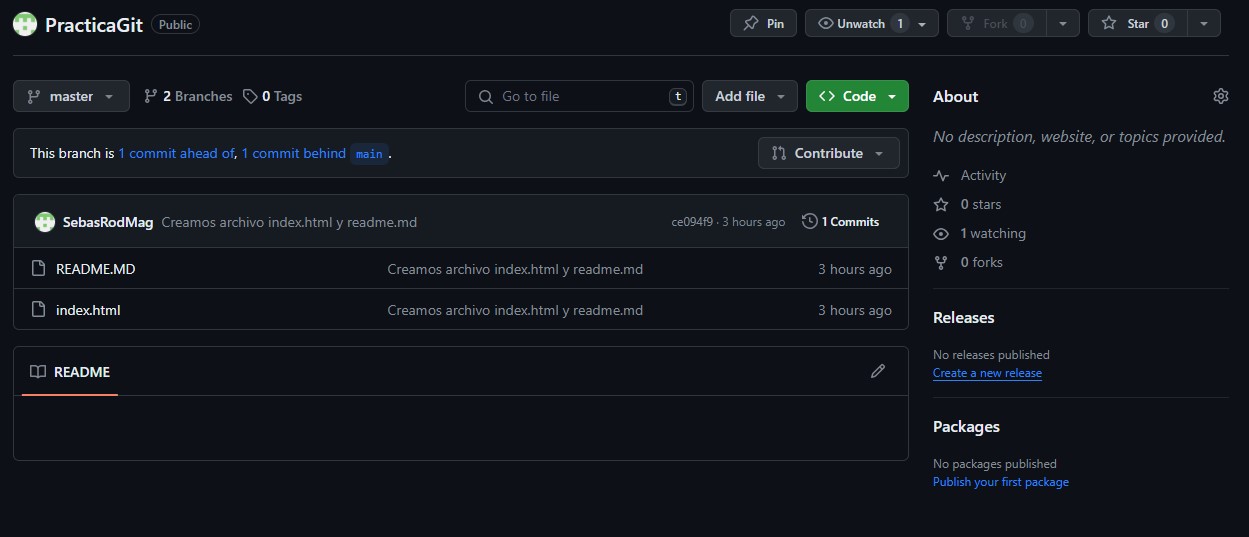 PracticaGit Public Pin Unwatch 1 Fork 0 Star 0
master 2 Branches 0 Tags Go to file t Add file Code
This branch is 1 commit ahead of, 1 commit behind main. Contribute
SebasRodMag Creamos archivo index.html y readme.md ce094f9 · 3 hours ago 1 Commits
README.MD Creamos archivo index.html y readme.md 3 hours ago
index.html Creamos archivo index.html y readme.md 3 hours ago
README
About
No description, website, or topics provided.
Activity
0 stars
1 watching
0 forks
Releases
No releases published
Create a new release
Packages
No packages published
Publish your first package